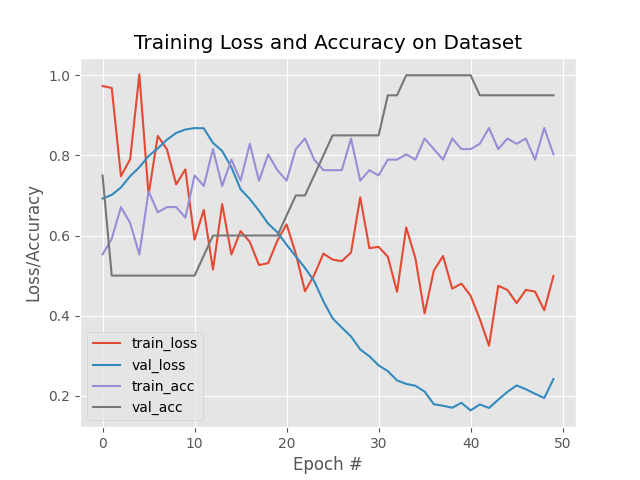 Training Loss and Accuracy on Dataset
Loss/Accuracy
1.0
0.8
0.6
0.4
0.2
train_loss
val_loss
train_acc
val_acc
0
10
20
30
40
50
Epoch #